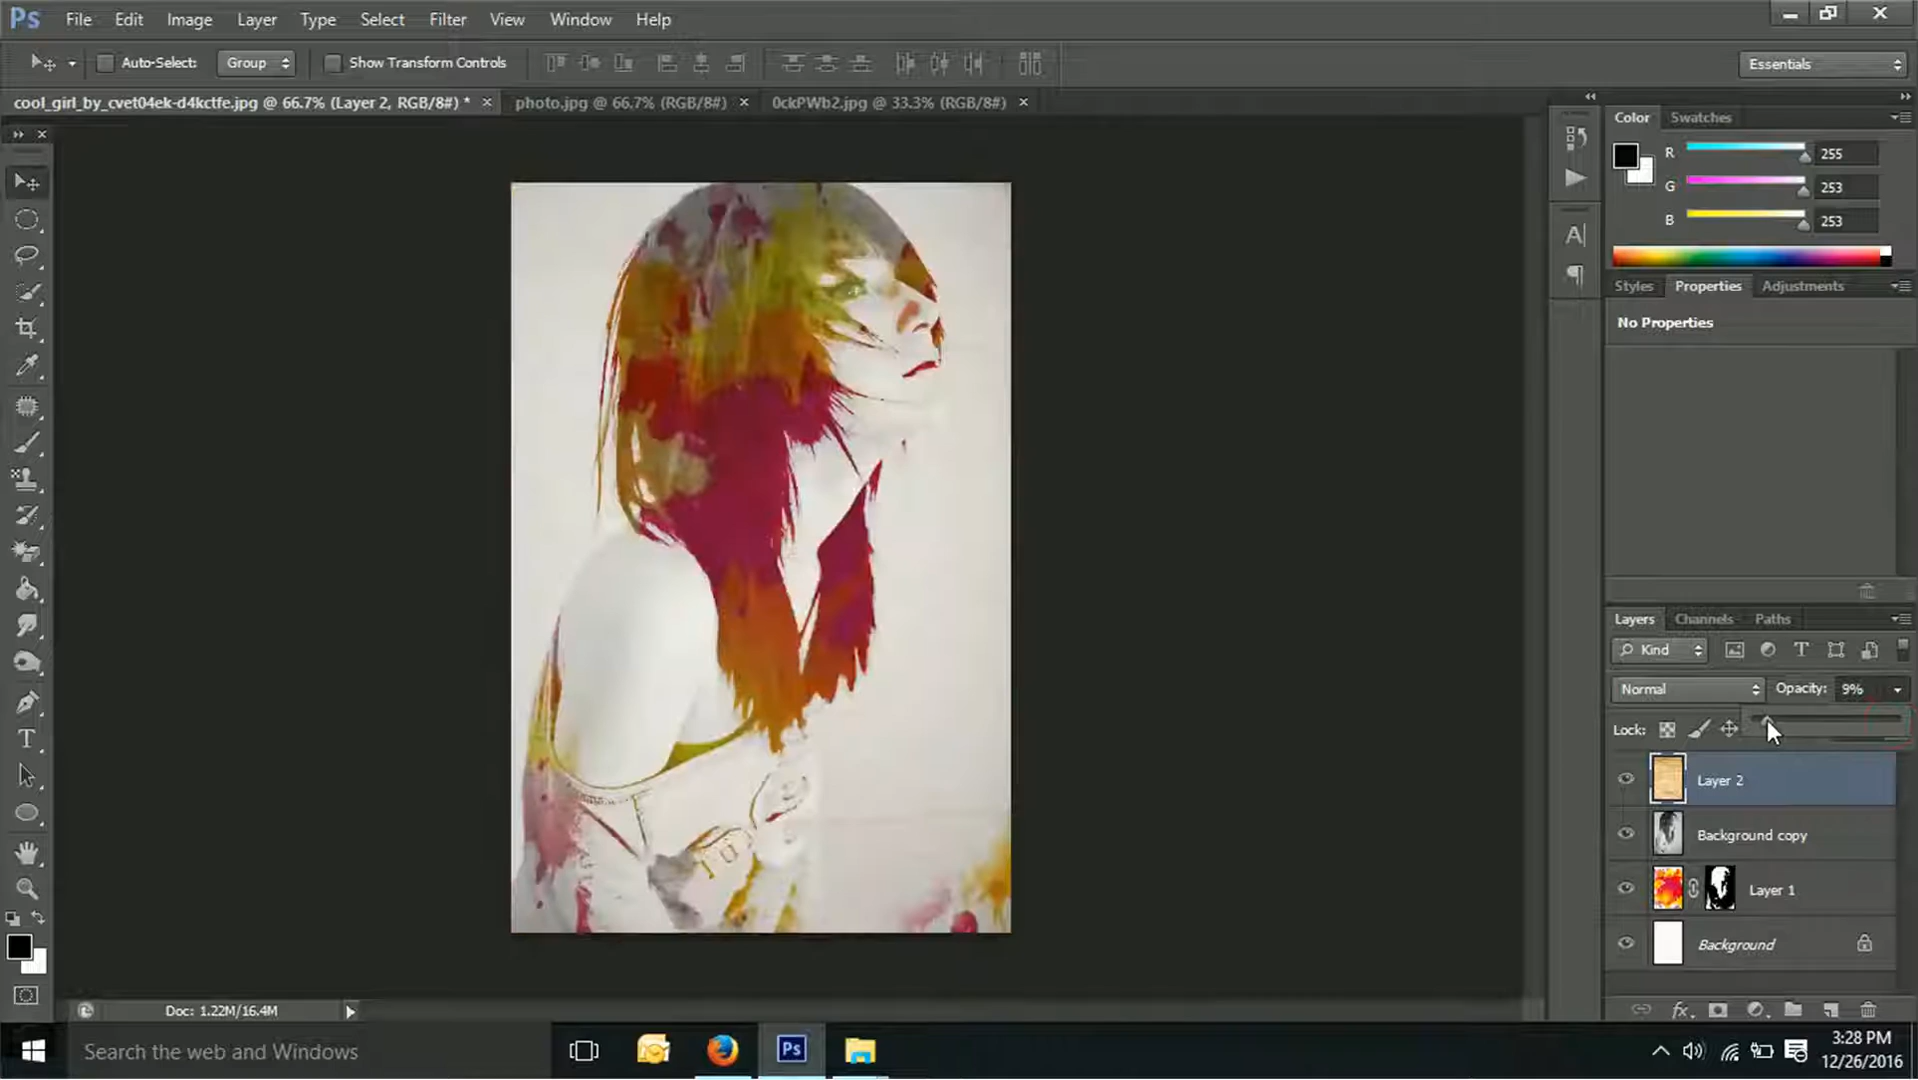 Ps File Edit Image Layer Type Select Filter View Window Help
Auto-Select: Group Show Transform Controls Essentials
cool_girl_by_cvet04ek-d4kctfe.jpg @ 66.7% (Layer 2, RGB/8#) * × photo.jpg @ 66.7% (RGB/8#) × 0ckPWb2.jpg @ 33.3% (RGB/8#) ×
Color Swatches
R 255
G 253
B 253
Styles Properties Adjustments
No Properties
Layers Channels Paths
Kind
Normal Opacity: 9%
Lock:
Layer 2
Background copy
Layer 1
Background
Doc: 1.22M/16.4M
Search the web and Windows
Ps
3:28 PM
12/26/2016